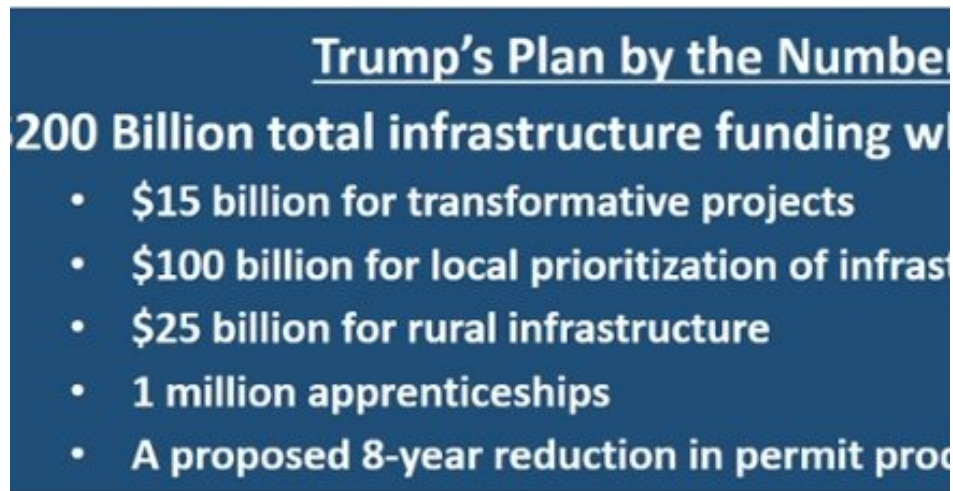 Trump's Plan by the Number
$200 Billion total infrastructure funding wh
• $15 billion for transformative projects
• $100 billion for local prioritization of infrast
• $25 billion for rural infrastructure
• 1 million apprenticeships
• A proposed 8-year reduction in permit proc